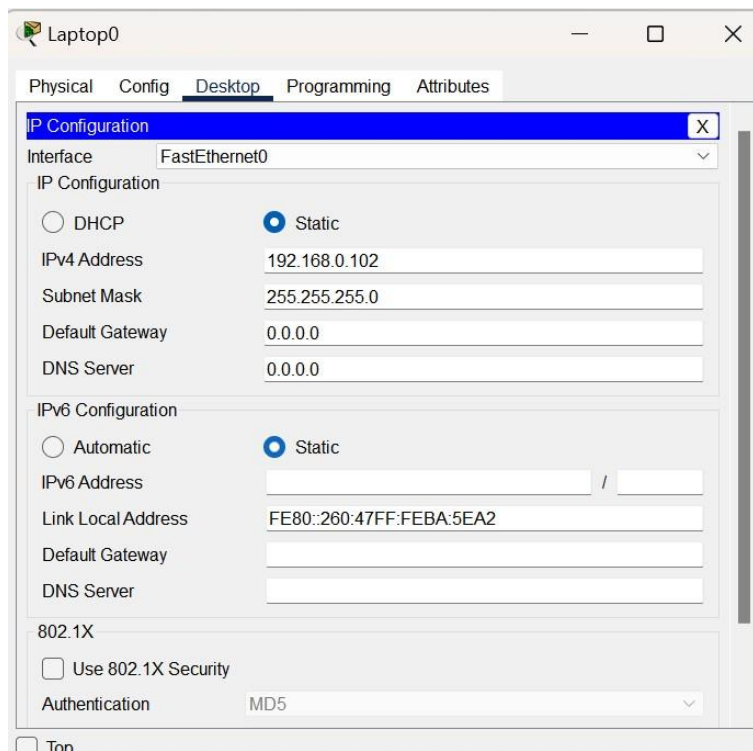 Laptop0
Physical Config Desktop Programming Attributes
IP Configuration X
Interface FastEthernet0
IP Configuration
DHCP Static
IPv4 Address 192.168.0.102
Subnet Mask 255.255.255.0
Default Gateway 0.0.0.0
DNS Server 0.0.0.0
IPv6 Configuration
Automatic Static
IPv6 Address /
Link Local Address FE80::260:47FF:FEBA:5EA2
Default Gateway
DNS Server
802.1X
Use 802.1X Security
Authentication MD5
Top